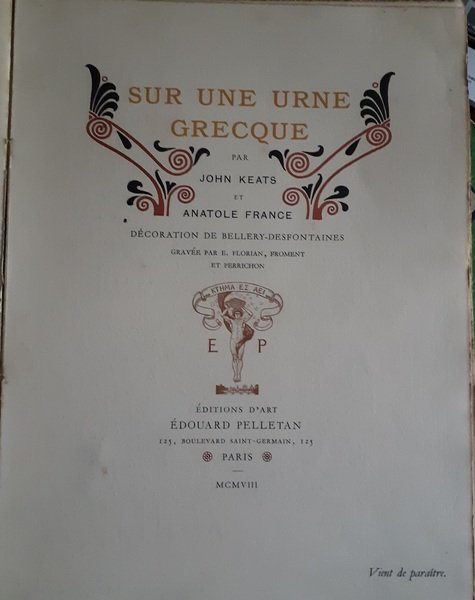 SUR UNE URNE
GRECQUE
PAR
JOHN KEATS
ET
ANATOLE FRANCE
DÉCORATION DE BELLERY-DESFONTAINES
GRAVÉE PAR E. FLORIAN, FROMENT
ET PERRICHON
ΚΤΗΜΑ ΕΣ ΑΕΙ
E P
ÉDITIONS D'ART
ÉDOUARD PELLETAN
125, BOULEVARD SAINT-GERMAIN, 125
PARIS
—
MCMVIII
Vient de paraître.